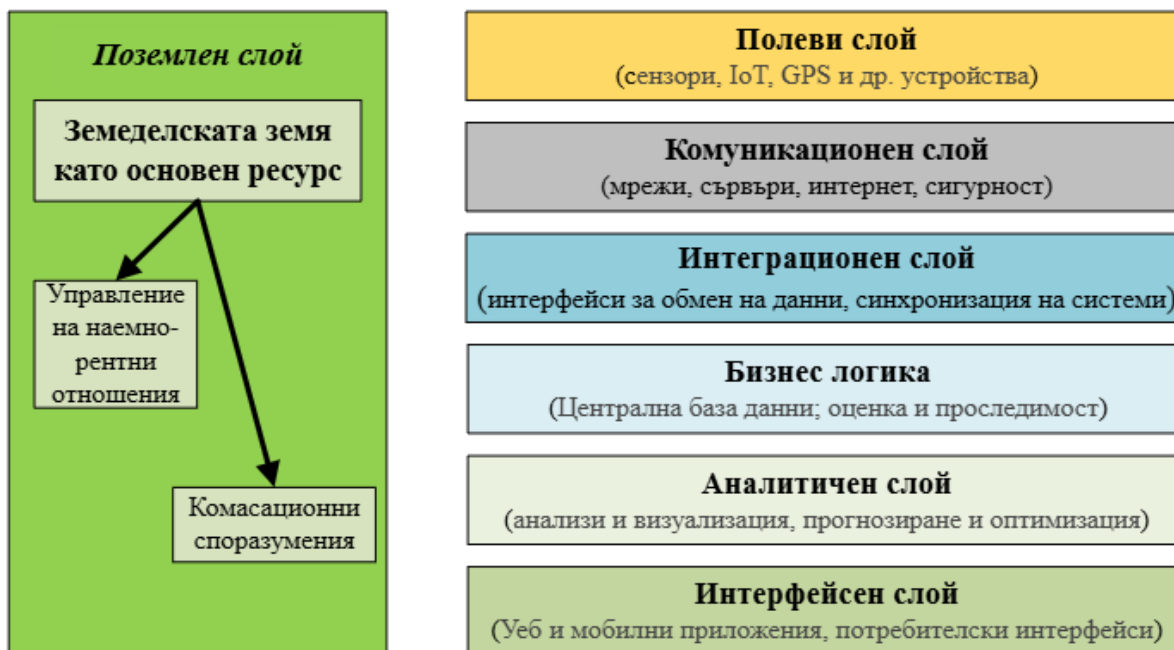 Поземлен слой
Земеделската земя
като основен ресурс
Управление
на наемно-
рентни
отношения
Комасационни
споразумения
Полеви слой
(сензори, IoT, GPS и др. устройства)
Комуникационен слой
(мрежи, сървъри, интернет, сигурност)
Интеграционен слой
(интерфейси за обмен на данни, синхронизация на системи)
Бизнес логика
(Централна база данни; оценка и проследимост)
Аналитичен слой
(анализи и визуализация, прогнозиране и оптимизация)
Интерфейсен слой
(Уеб и мобилни приложения, потребителски интерфейси)